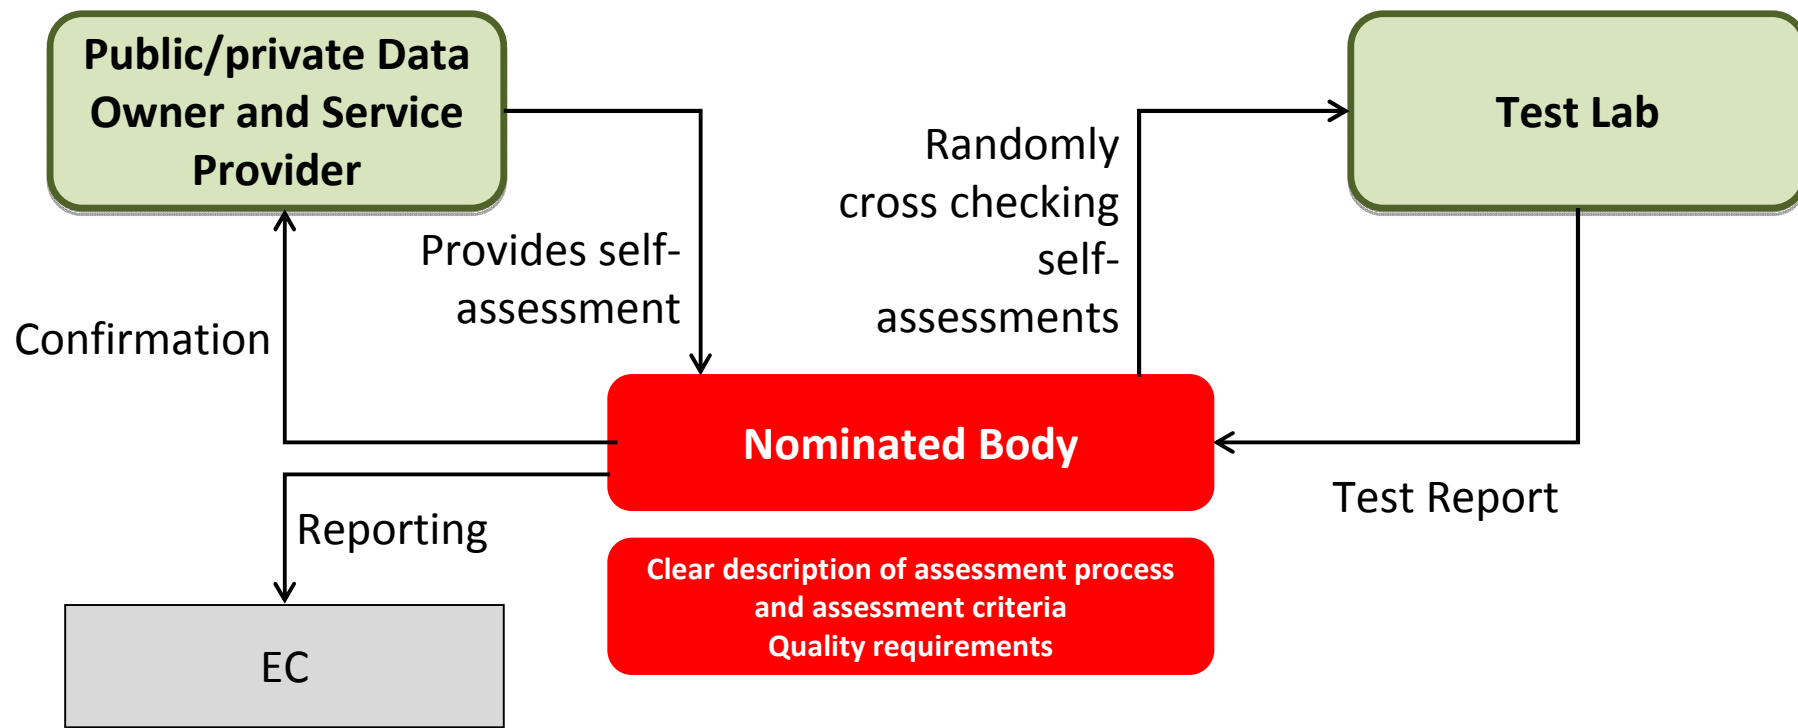 Public/private Data
Owner and Service
Provider
Test Lab
Randomly
cross checking
self-
assessments
Provides self-
assessment
Confirmation
Nominated Body
Test Report
Reporting
Clear description of assessment process
and assessment criteria
Quality requirements
EC